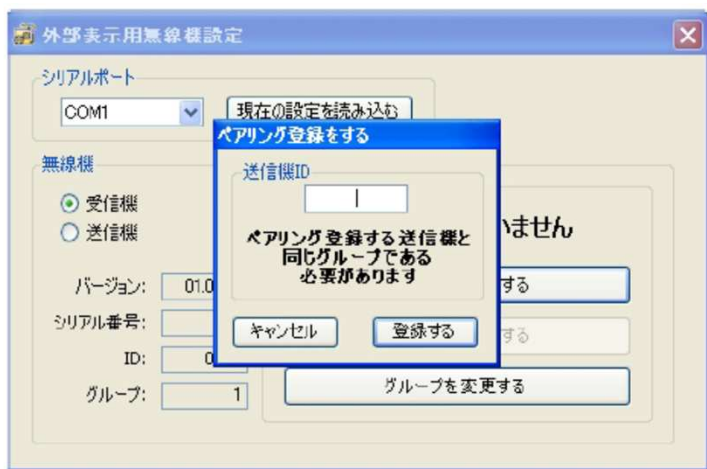 外部表示用無線機設定
シリアルポート
COM1
現在の設定を読み込む
ペアリング登録をする
無線機
送信機ID
受信機
送信機
いません
ペアリング登録する送信機と
同じグループである
必要があります
バージョン:
01.0
する
シリアル番号:
キャンセル
登録する
する
ID:
0
グループ:
1
グループを変更する